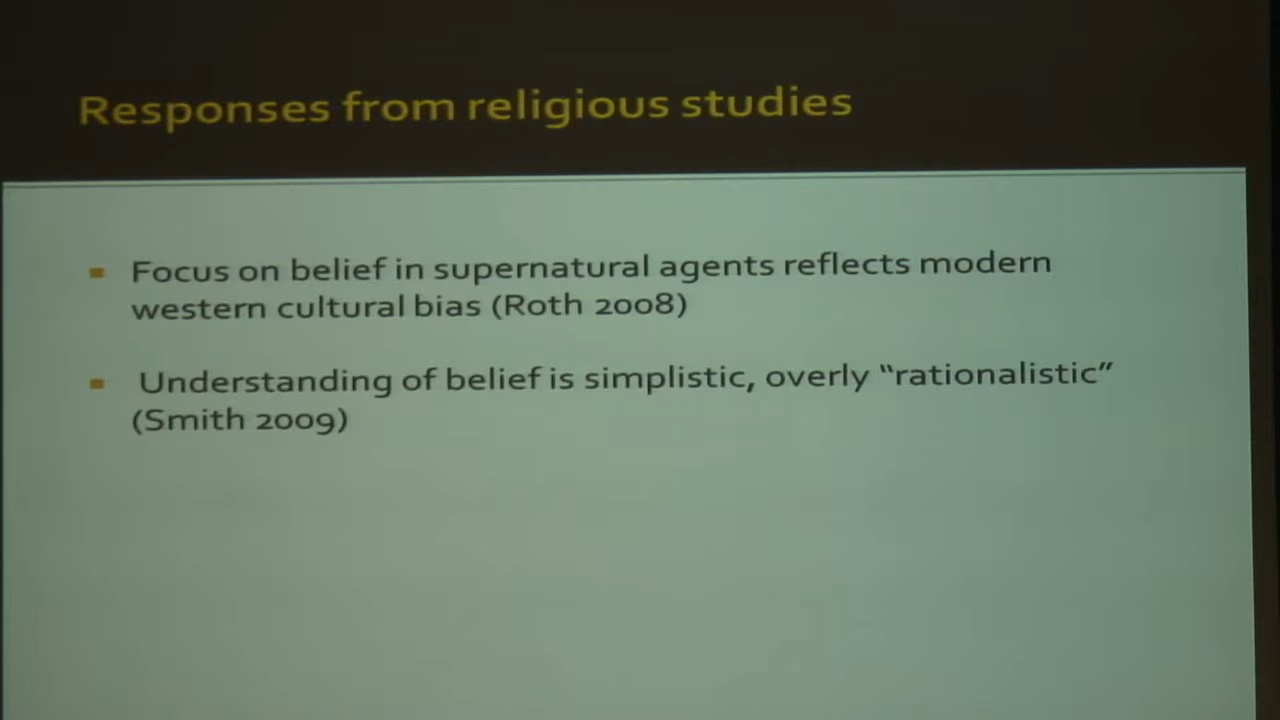 Responses from religious studies
Focus on belief in supernatural agents reflects modern
western cultural bias (Roth 2008)
Understanding of belief is simplistic, overly “rationalistic”
(Smith 2009)